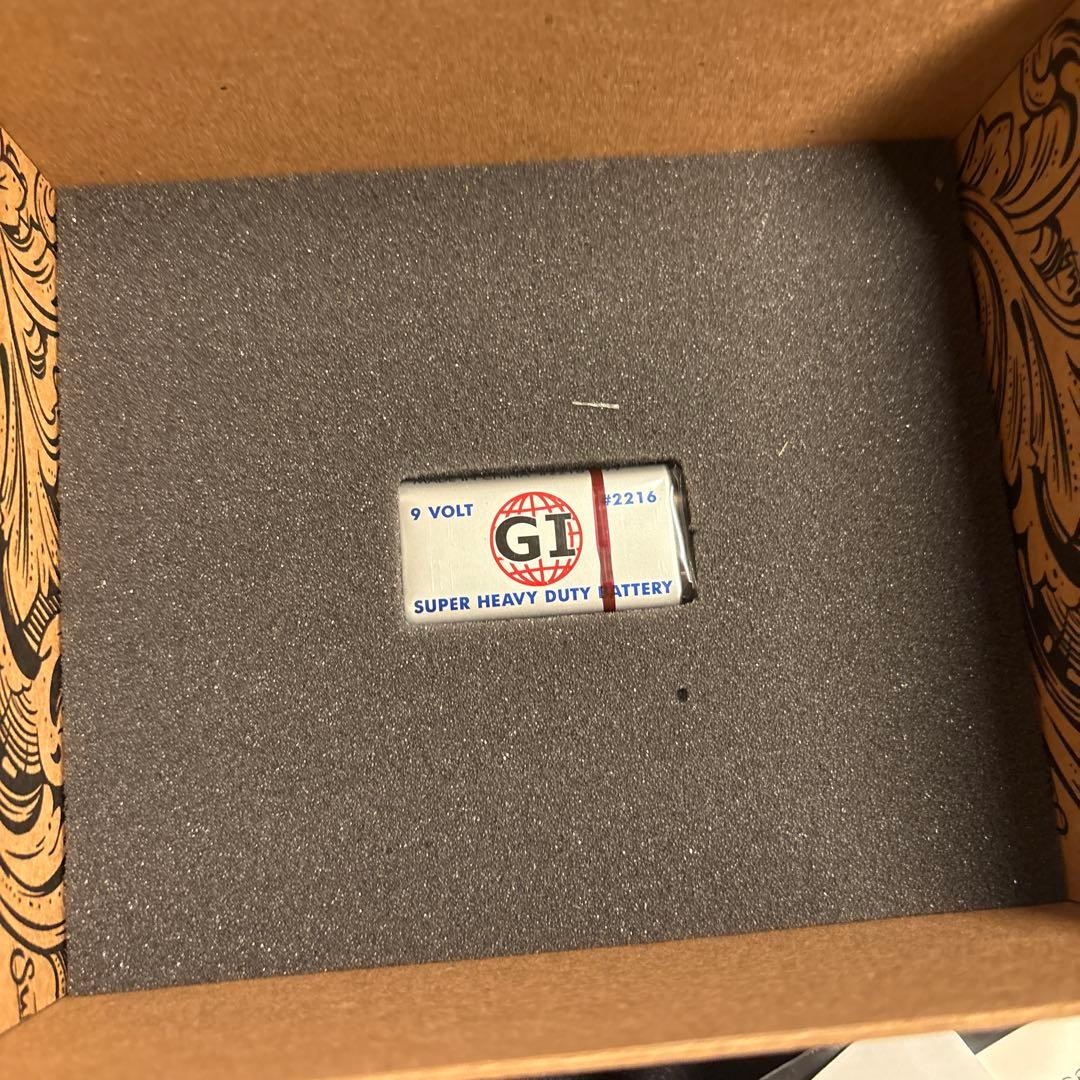 9 VOLT
GI
#2216
SUPER HEAVY DUTY BATTERY